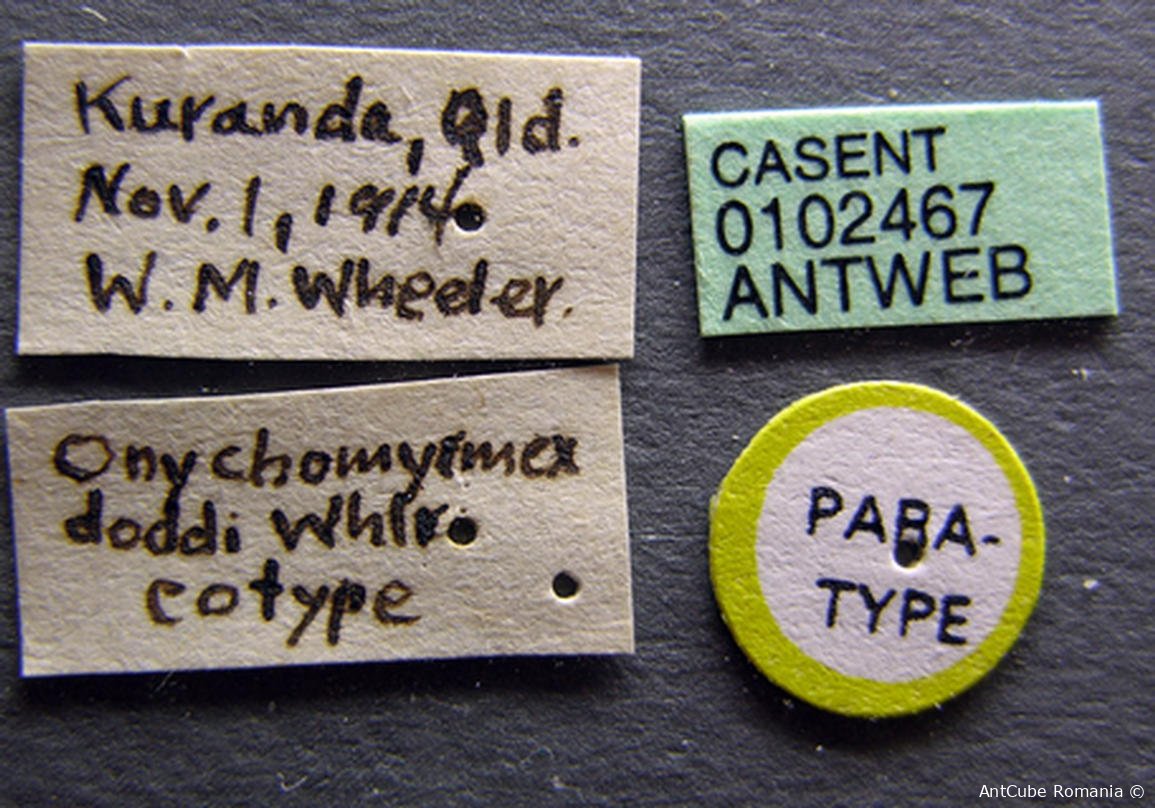 Kuranda, Qld.
Nov. 1, 1914
W. M. Wheeler.
CASENT
0102467
ANTWEB
Onychomyrmex
doddi Whlr.
cotype
PARA-
TYPE
AntCube Romania ©